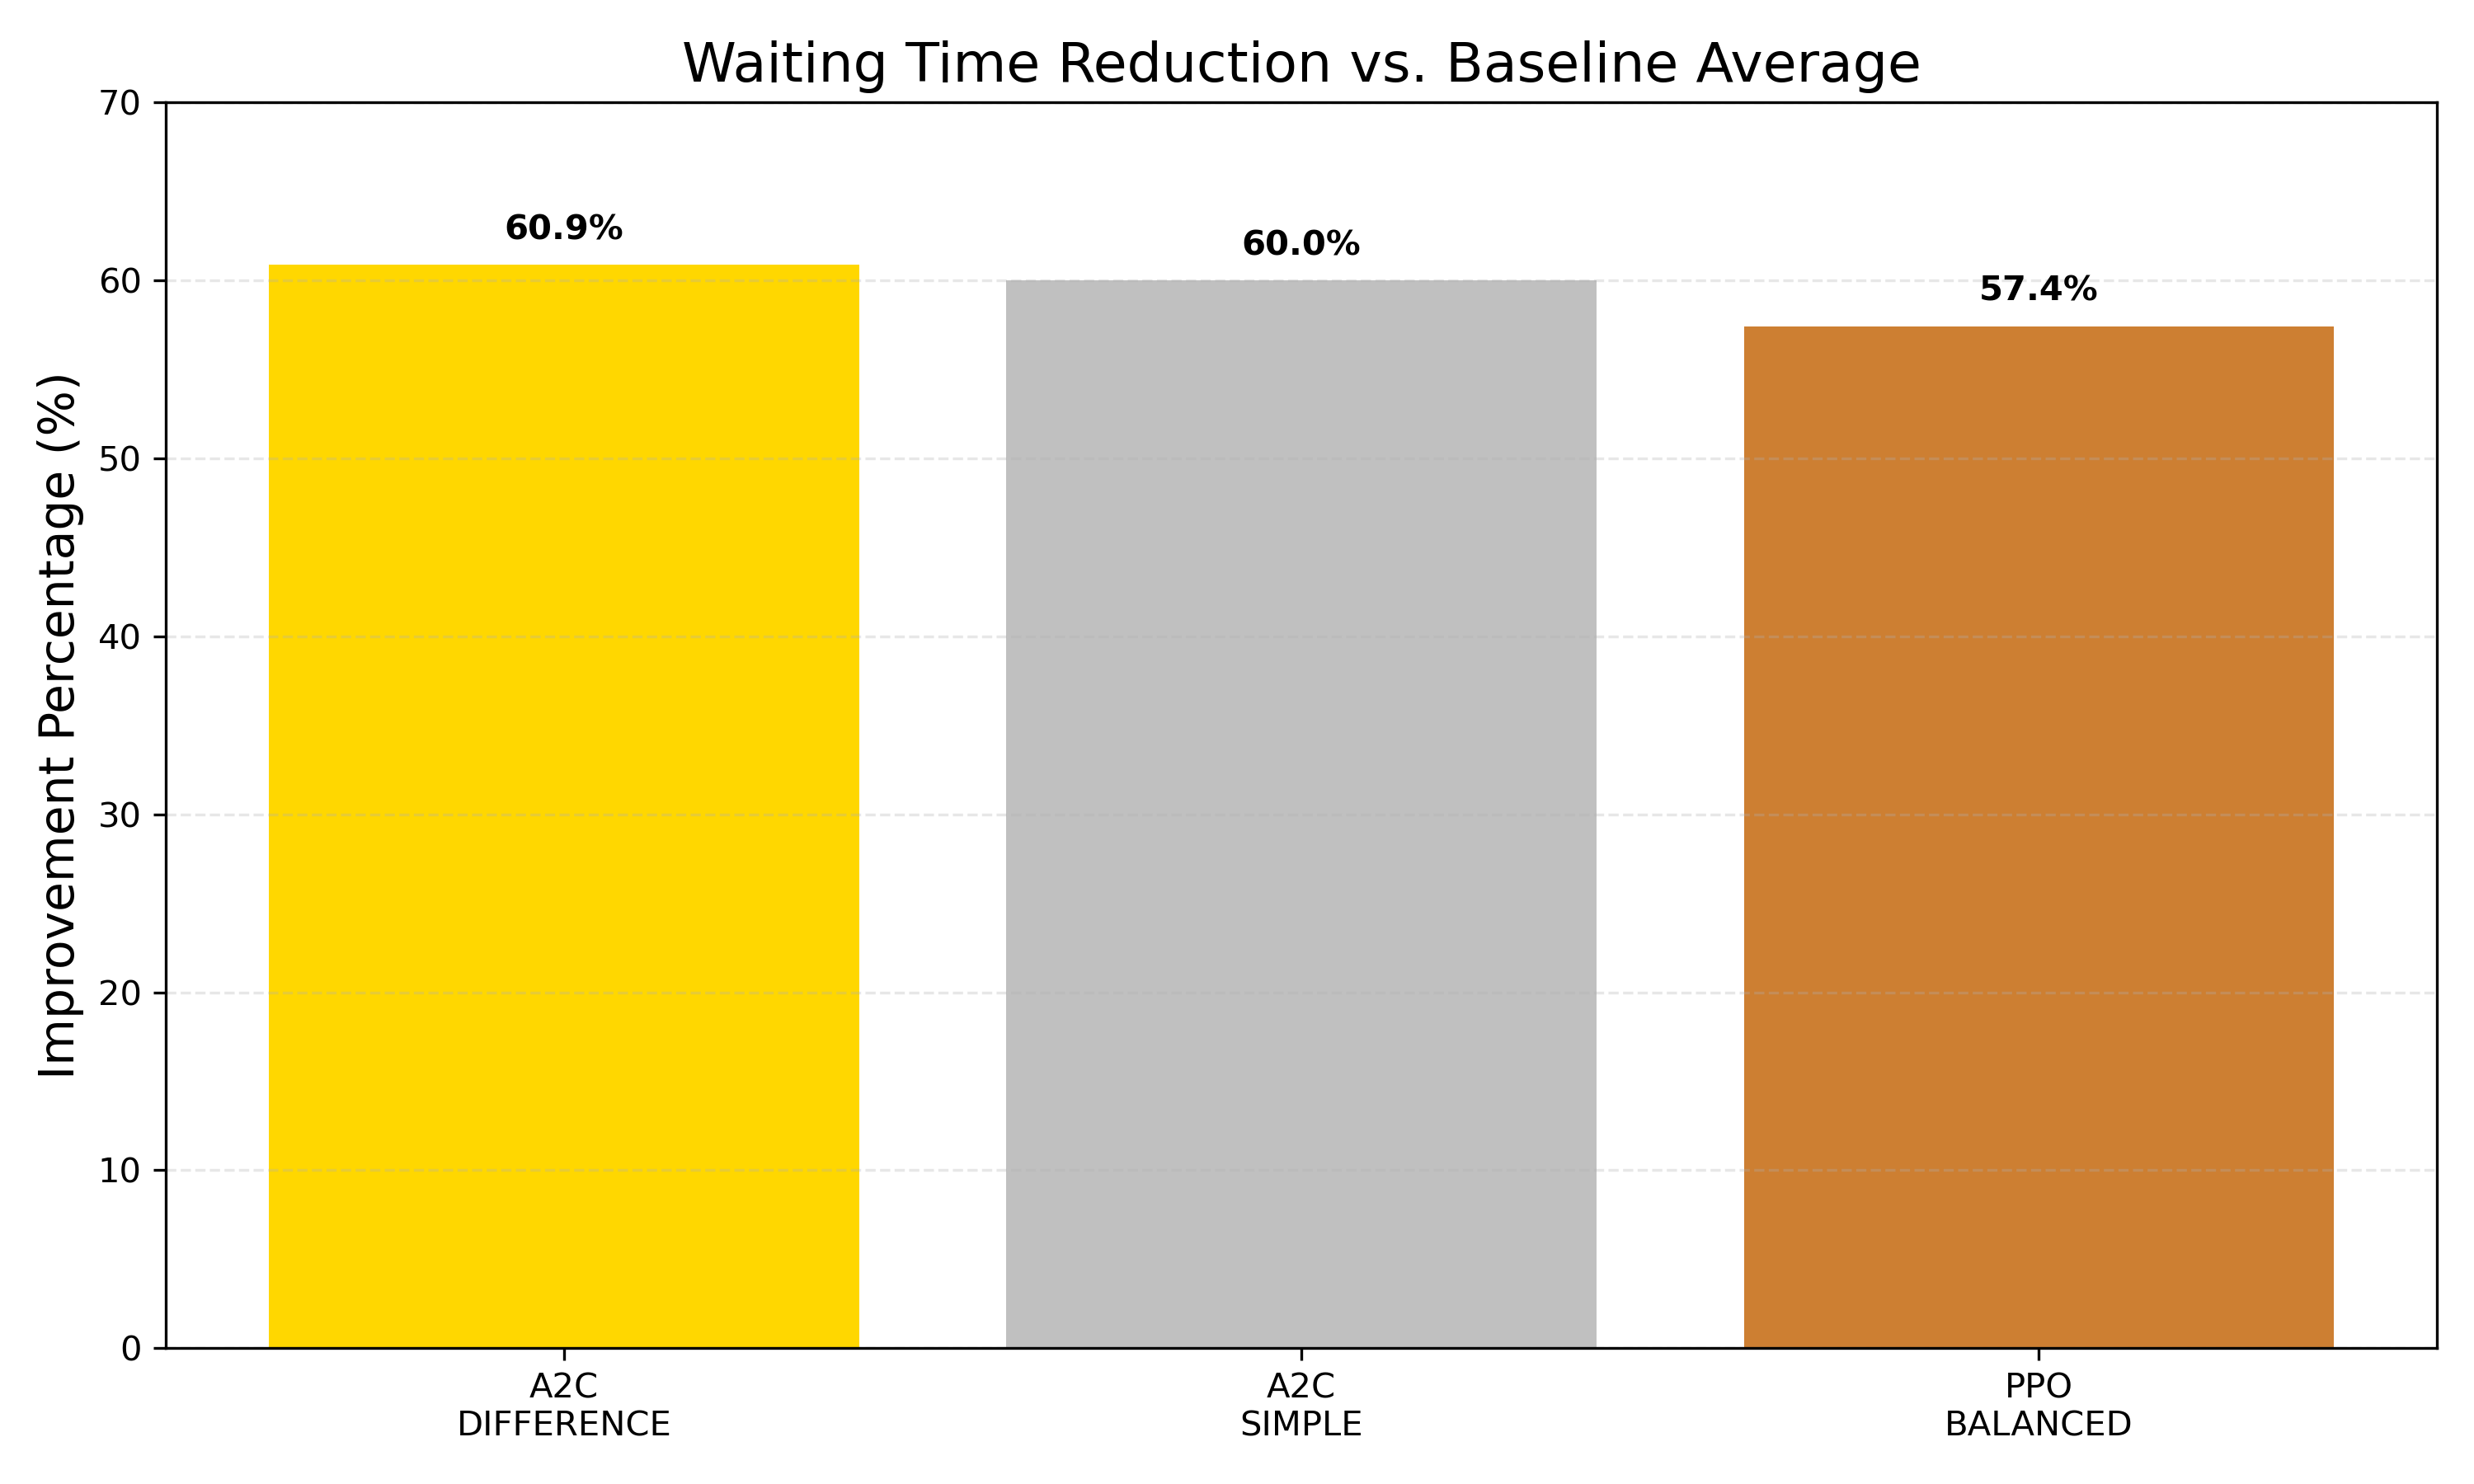 Waiting Time Reduction vs. Baseline Average
Improvement Percentage (%)
70
60
50
40
30
20
10
0
60.9%
60.0%
57.4%
A2C
DIFFERENCE
A2C
SIMPLE
PPO
BALANCED